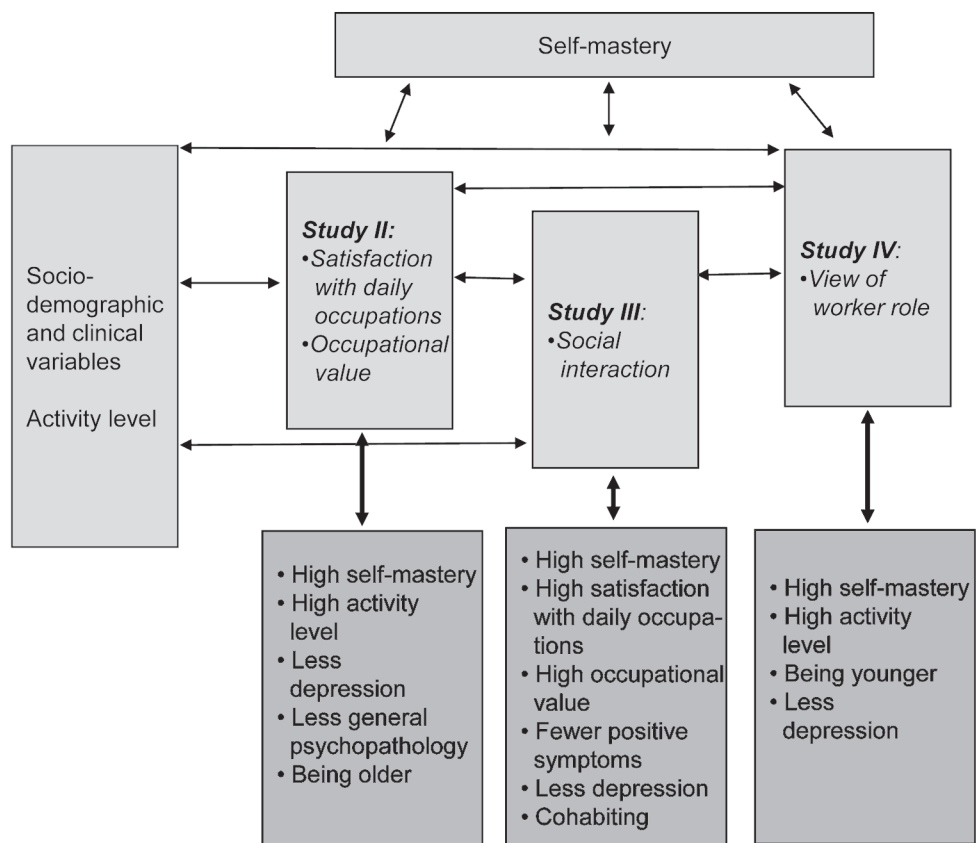 Self-mastery
Socio-
demographic
and clinical
variables
Activity level
Study II:
•Satisfaction
with daily
occupations
•Occupational
value
Study III:
•Social
interaction
Study IV:
•View of
worker role
• High self-mastery
• High activity
level
• Less
depression
• Less general
psychopathology
• Being older
• High self-mastery
• High satisfaction
with daily occupa-
tions
• High occupational
value
• Fewer positive
symptoms
• Less depression
• Cohabiting
• High self-mastery
• High activity
level
• Being younger
• Less
depression